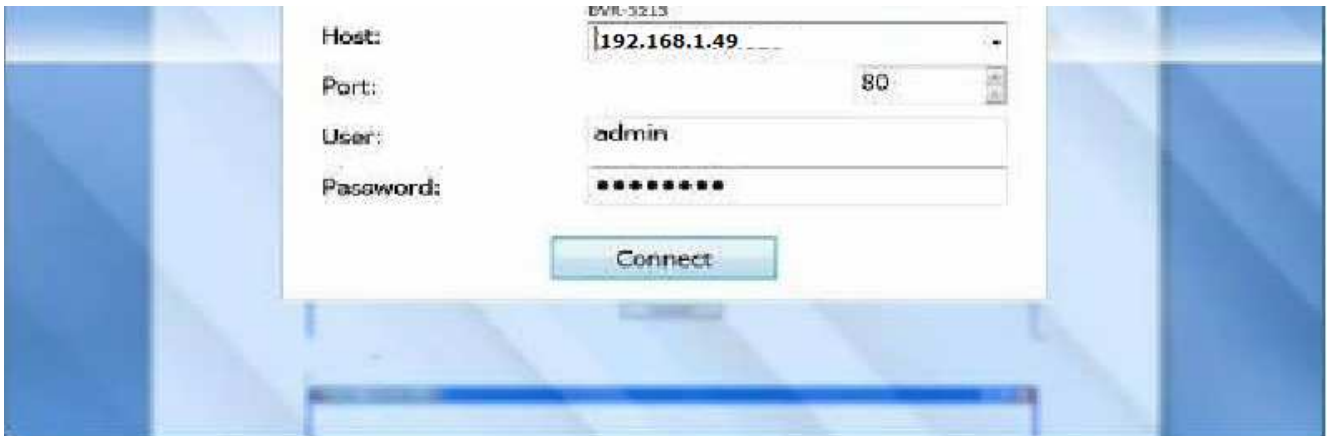 Host:
192.168.1.49
Port:
80
User:
admin
Password:
••••••••
Connect